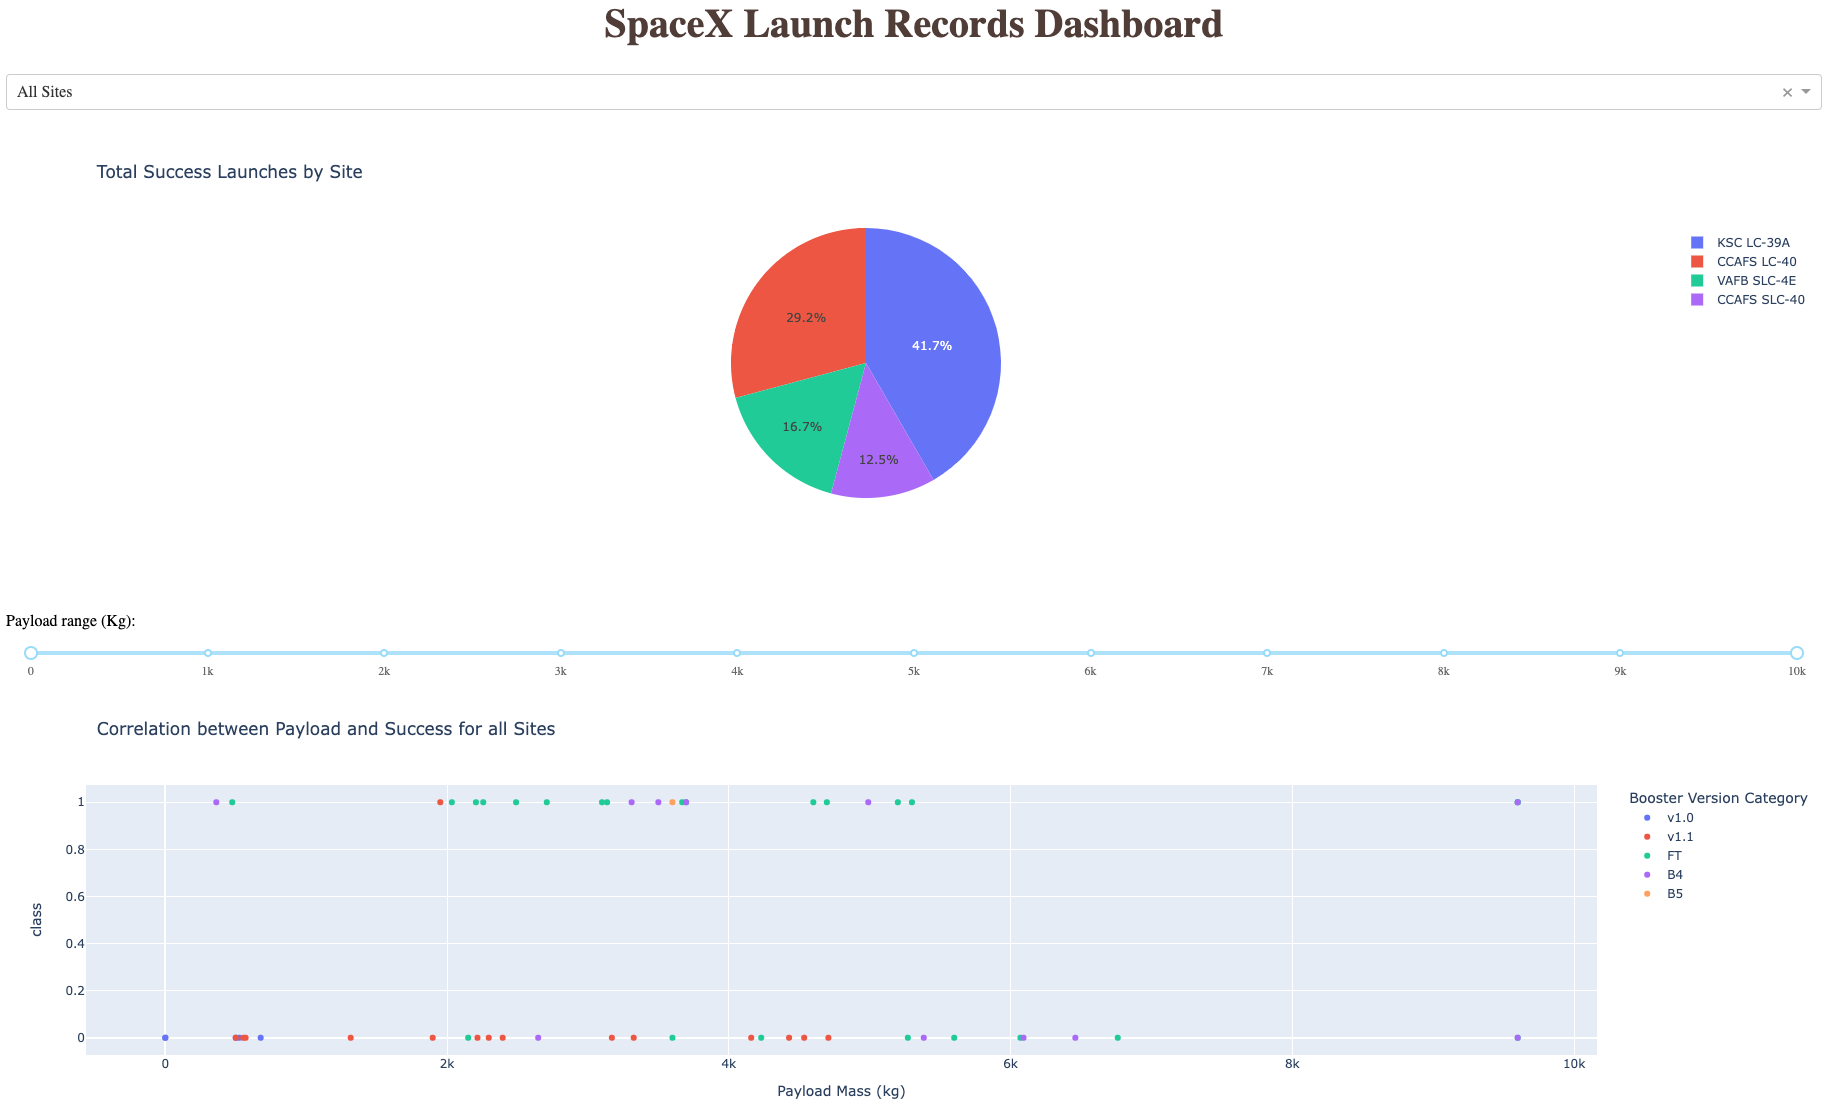 SpaceX Launch Records Dashboard
All Sites
Total Success Launches by Site
KSC LC-39A
CCAFS LC-40
VAFB SLC-4E
CCAFS SLC-40
29.2%
41.7%
16.7%
12.5%
Payload range (Kg):
0 1k 2k 3k 4k 5k 6k 7k 8k 9k 10k
Correlation between Payload and Success for all Sites
Booster Version Category
v1.0
v1.1
FT
B4
B5
1
0.8
0.6
0.4
0.2
0
class
0 2k 4k 6k 8k 10k
Payload Mass (kg)